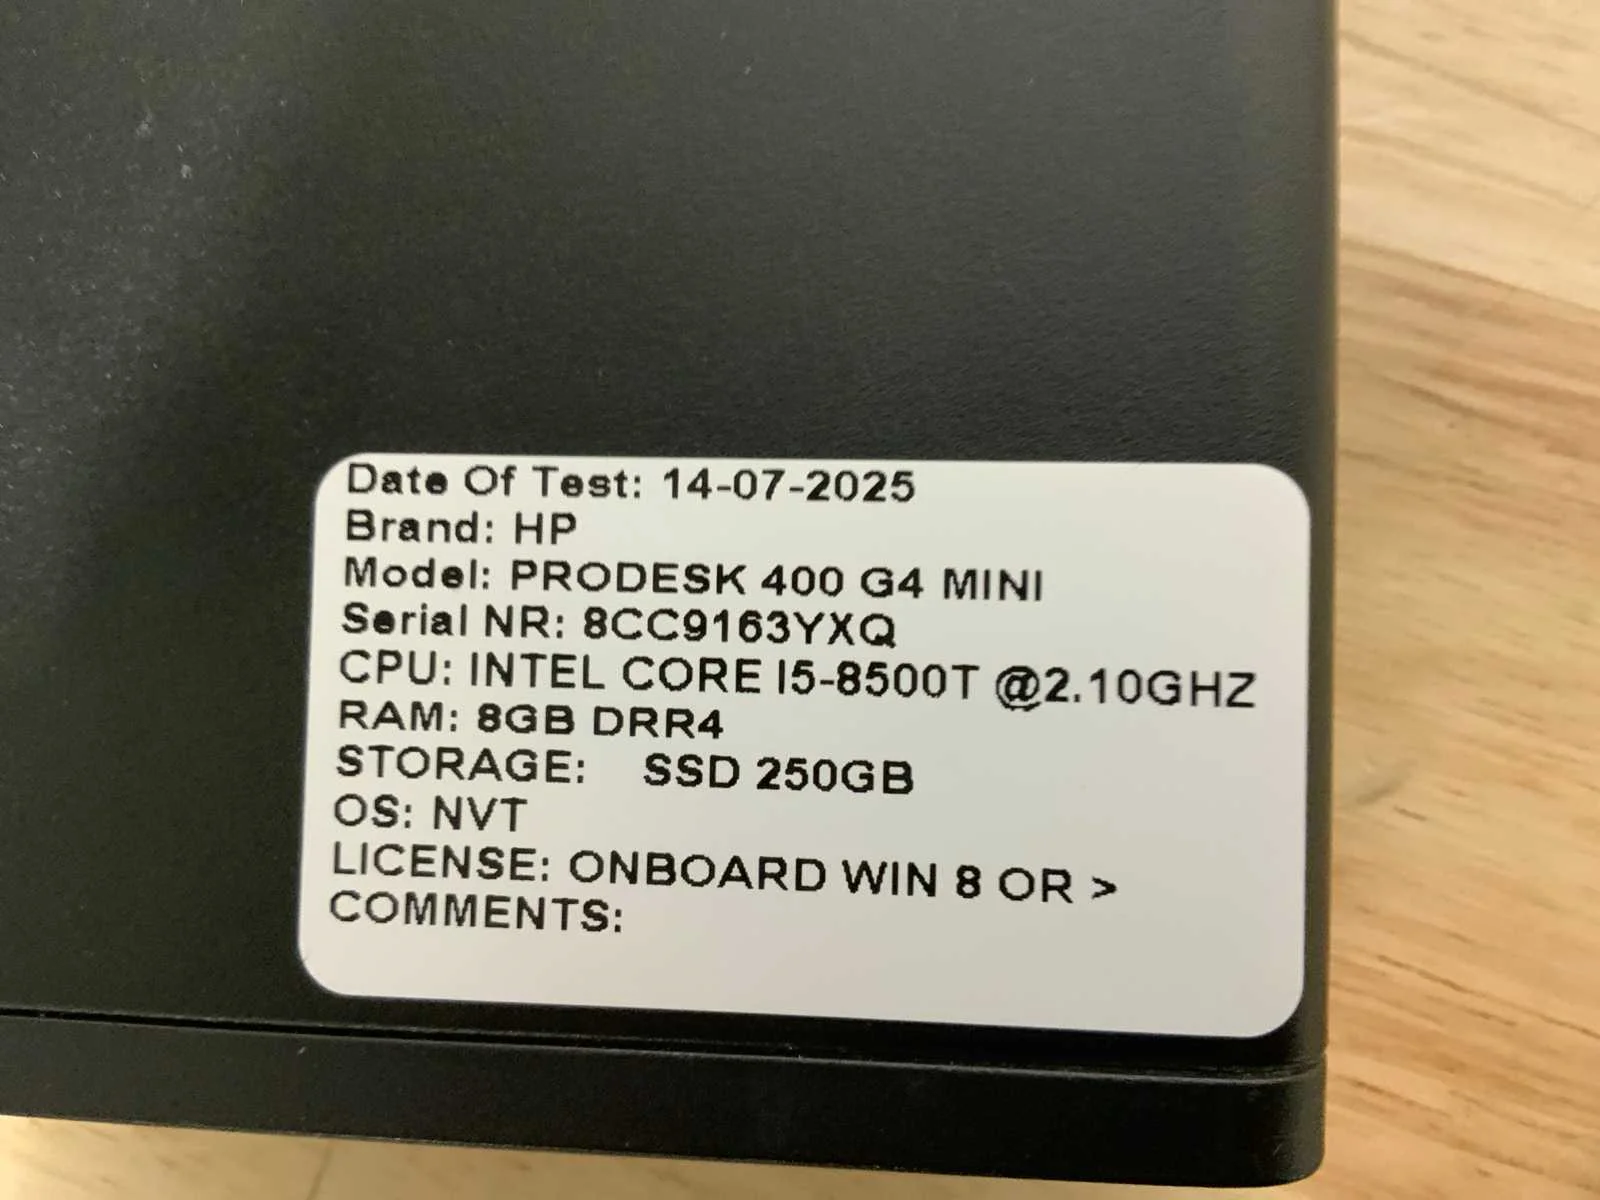 Date Of Test: 14-07-2025
Brand: HP
Model: PRODESK 400 G4 MINI
Serial NR: 8CC9163YXQ
CPU: INTEL CORE I5-8500T @2.10GHZ
RAM: 8GB DRR4
STORAGE: SSD 250GB
OS: NVT
LICENSE: ONBOARD WIN 8 OR >
COMMENTS: